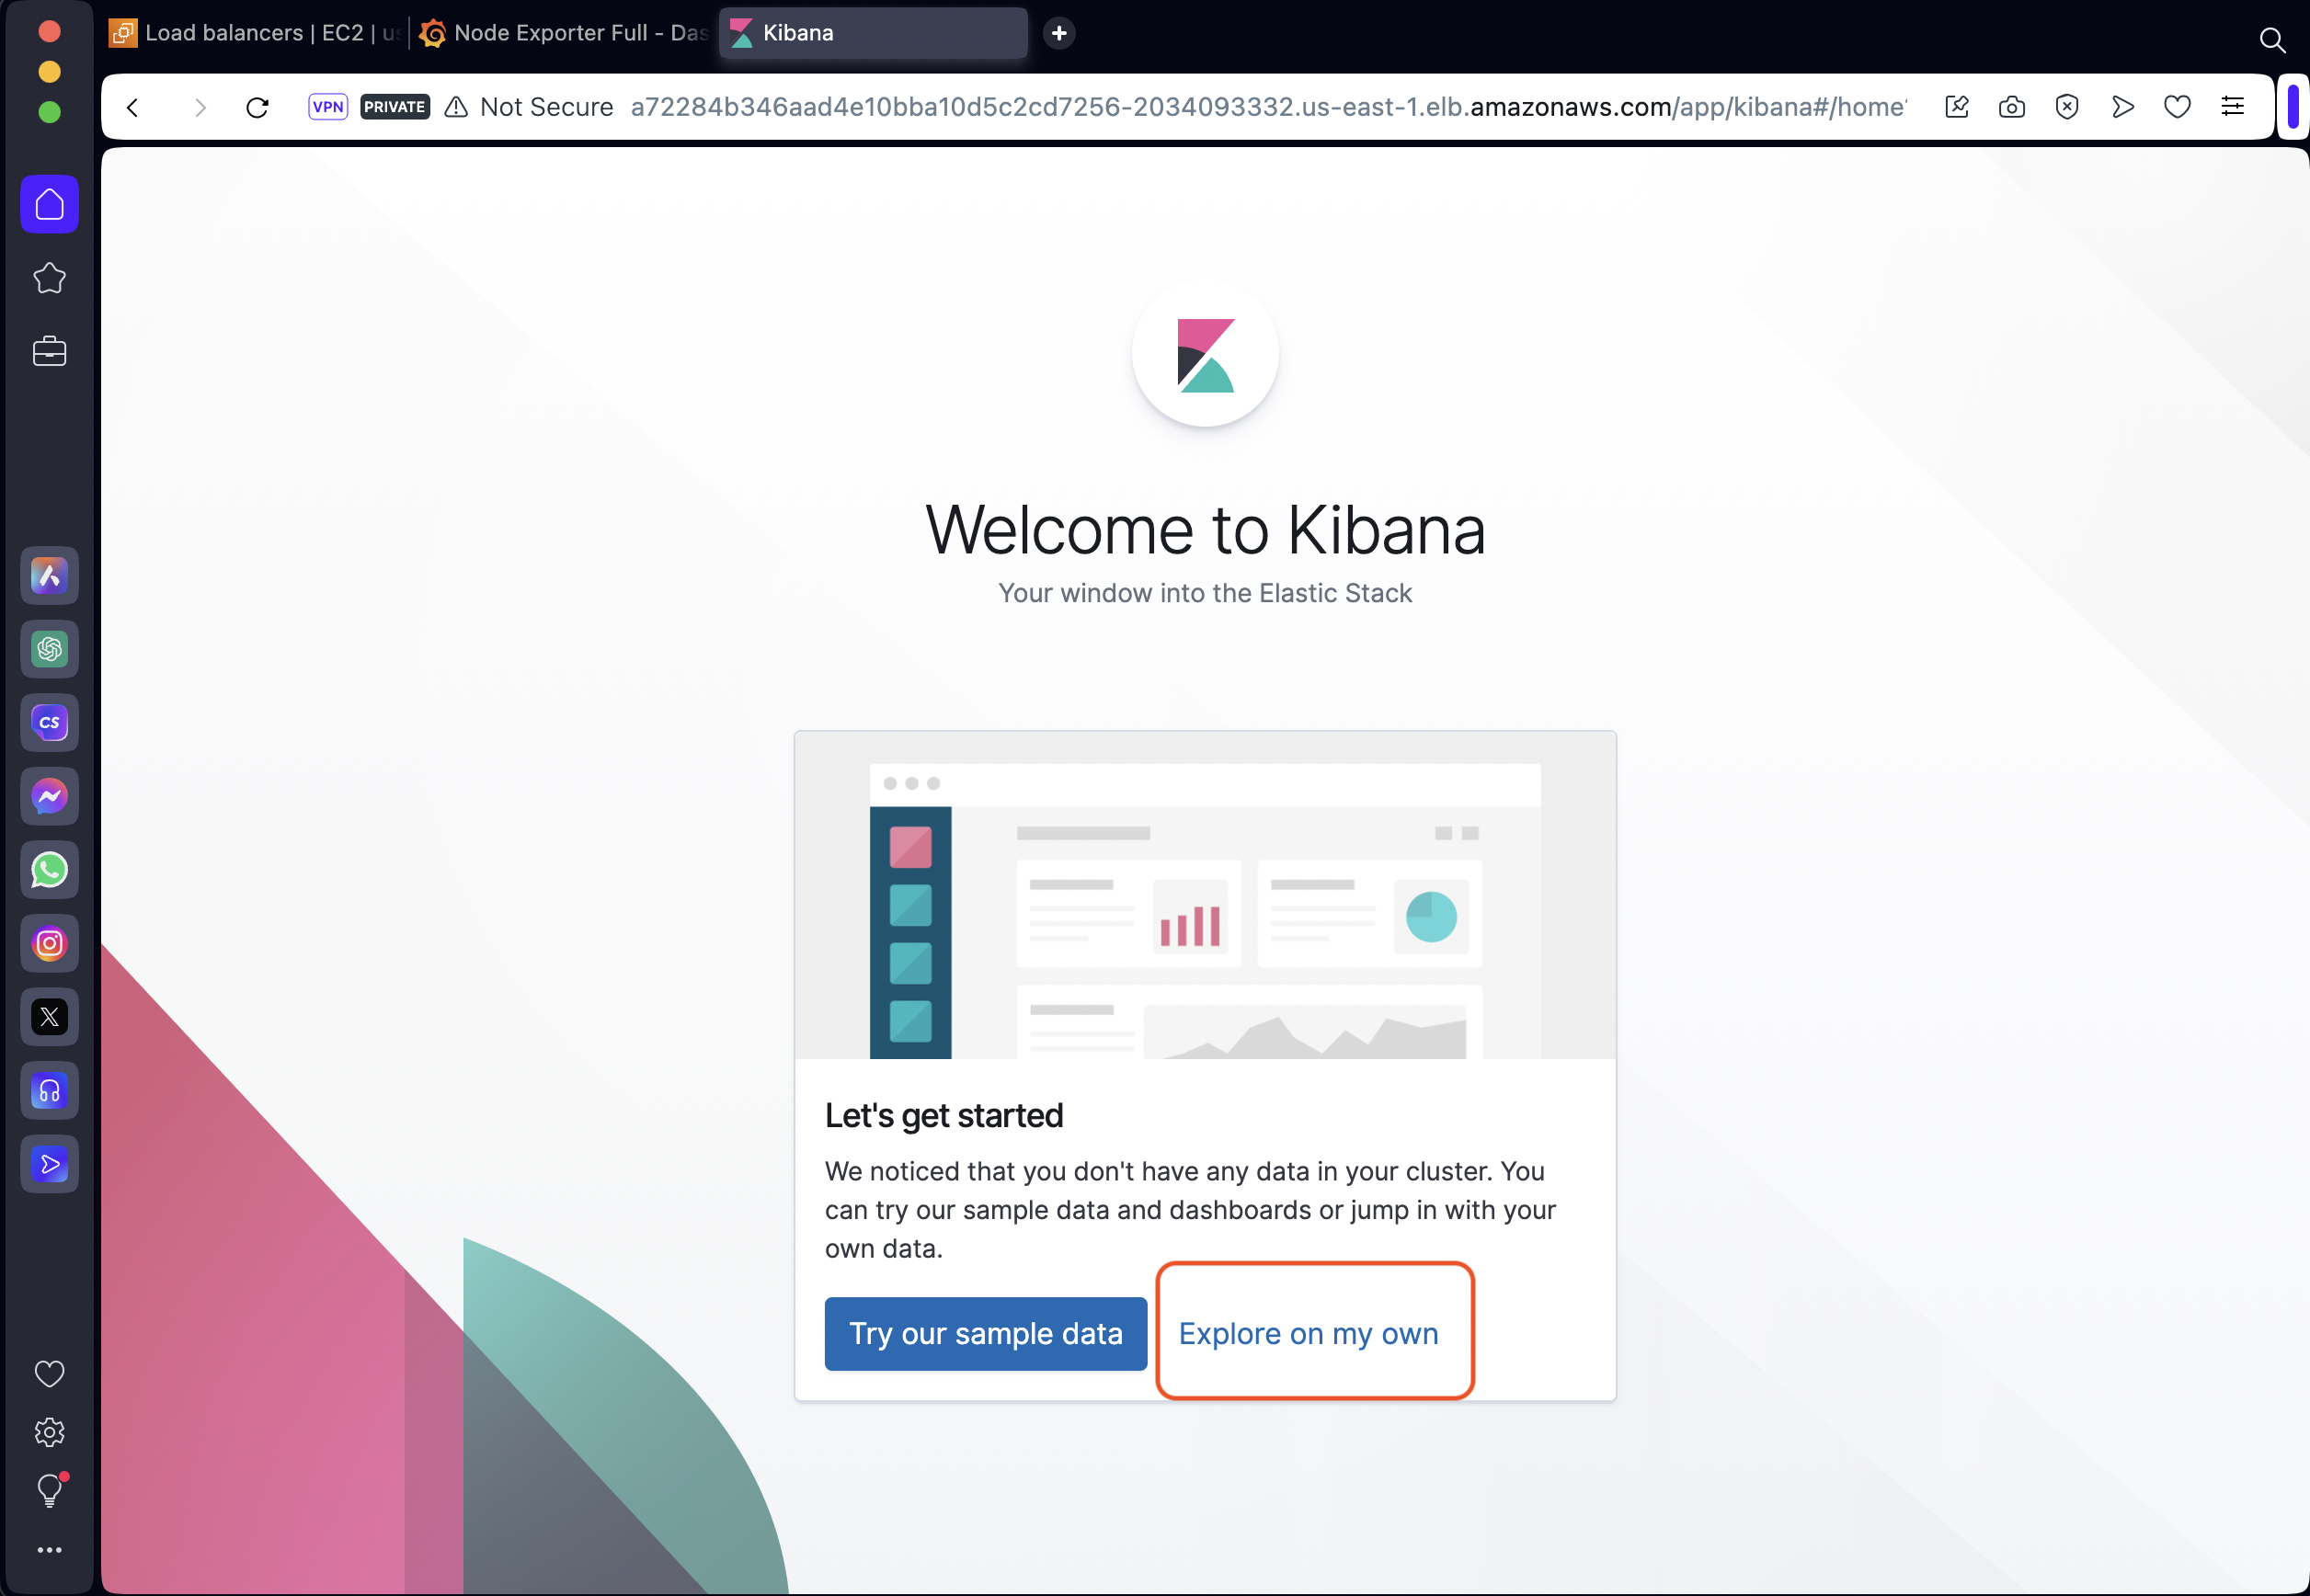 Load balancers | EC2 | us
Node Exporter Full - Das
Kibana
VPN
PRIVATE
Not Secure
a72284b346aad4e10bba10d5c2cd7256-2034093332.us-east-1.elb.amazonaws.com/app/kibana#/home
CS
Welcome to Kibana
Your window into the Elastic Stack
Let's get started
We noticed that you don't have any data in your cluster. You
can try our sample data and dashboards or jump in with your
own data.
Try our sample data
Explore on my own